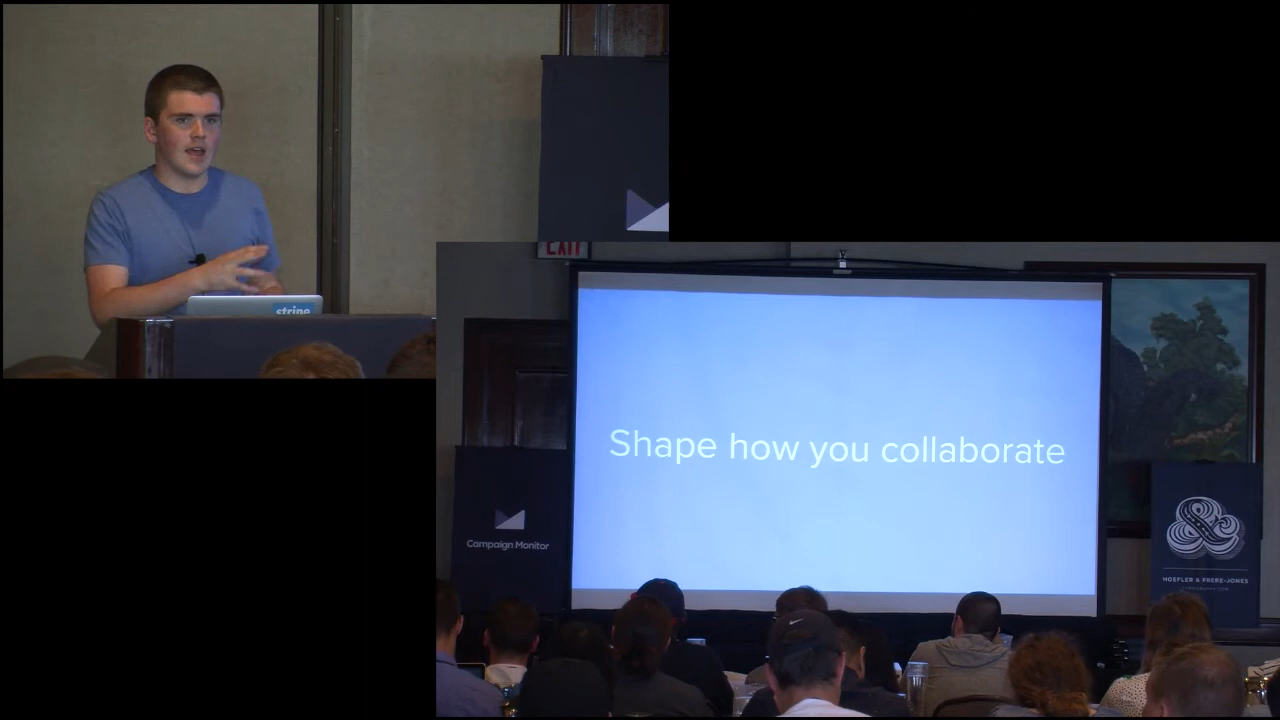 stripe
EXIT
Shape how you collaborate
Campaign Monitor
&
HOEFLER & FRERE-JONES